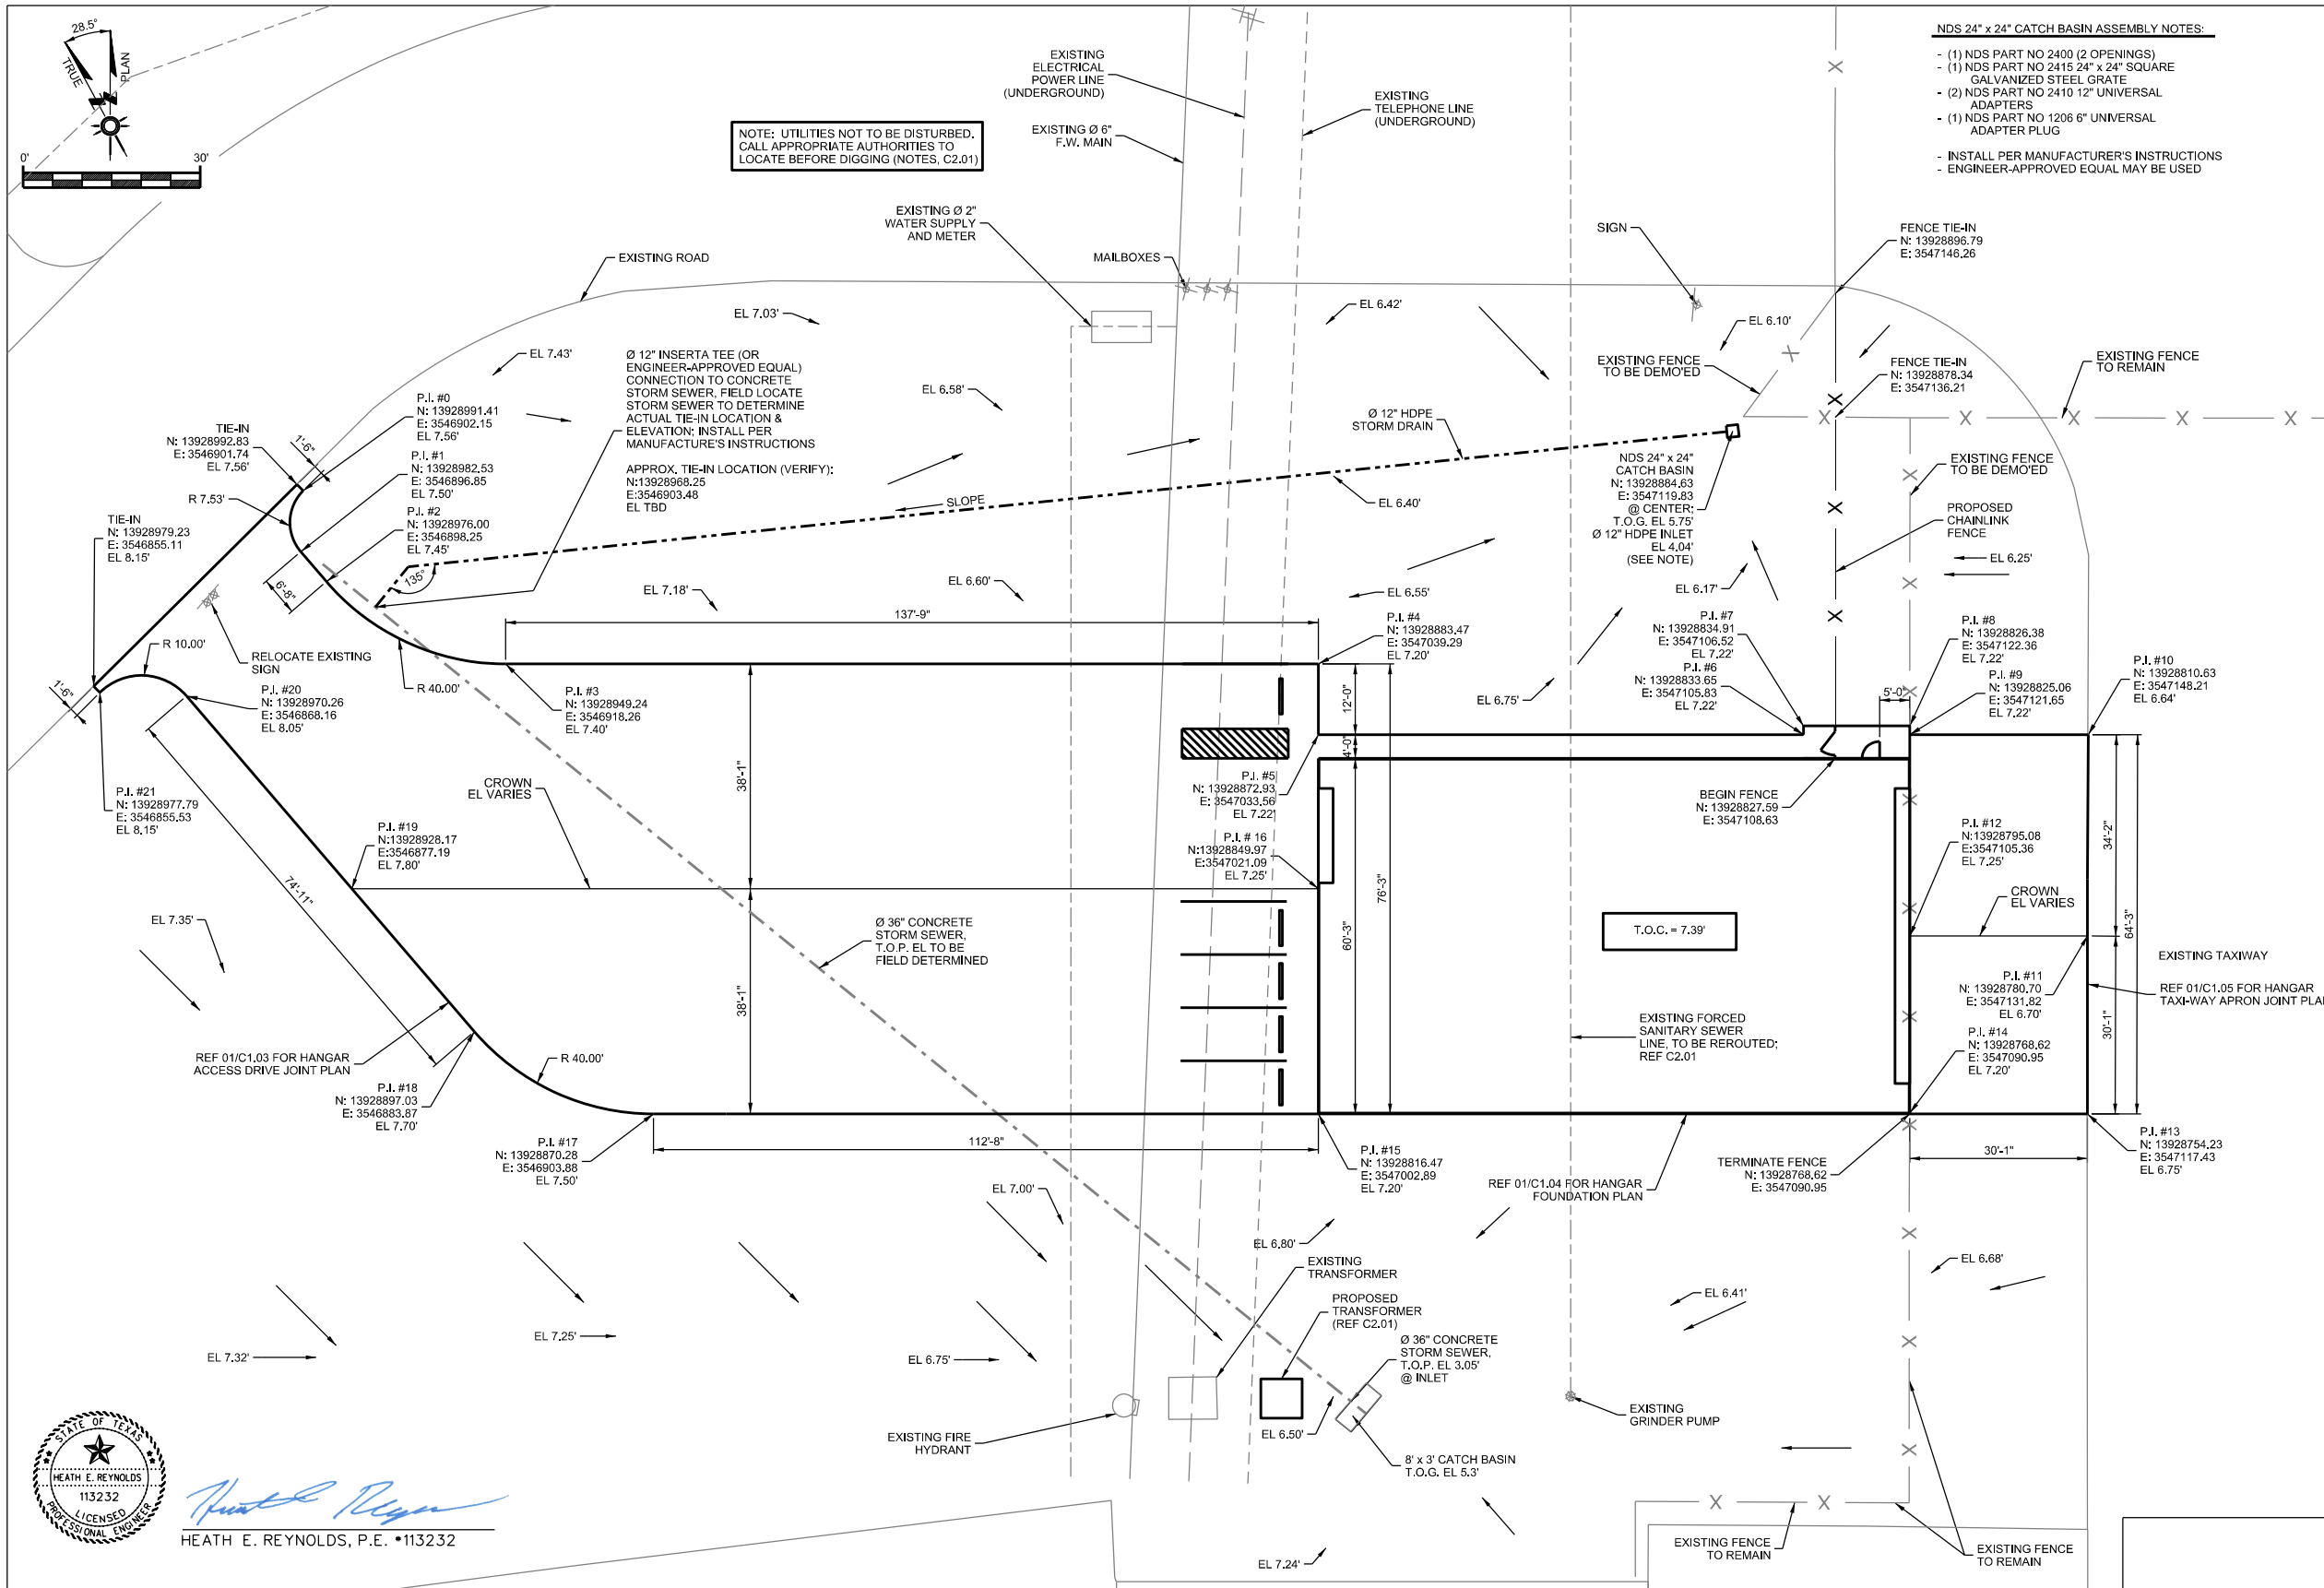 28.5°
TRUE
PLAN
0'
30'
NOTE: UTILITIES NOT TO BE DISTURBED.
CALL APPROPRIATE AUTHORITIES TO
LOCATE BEFORE DIGGING (NOTES, C2.01)
EXISTING
ELECTRICAL
POWER LINE
(UNDERGROUND)
EXISTING Ø 6"
F.W. MAIN
EXISTING
TELEPHONE LINE
(UNDERGROUND)
NDS 24" x 24" CATCH BASIN ASSEMBLY NOTES:
- (1) NDS PART NO 2400 (2 OPENINGS)
- (1) NDS PART NO 2415 24" x 24" SQUARE
GALVANIZED STEEL GRATE
- (2) NDS PART NO 2410 12" UNIVERSAL
ADAPTERS
- (1) NDS PART NO 1206 6" UNIVERSAL
ADAPTER PLUG
- INSTALL PER MANUFACTURER'S INSTRUCTIONS
- ENGINEER-APPROVED EQUAL MAY BE USED
EXISTING Ø 2"
WATER SUPPLY
AND METER
EXISTING ROAD
MAILBOXES
SIGN
FENCE TIE-IN
N: 13928896.79
E: 3547146.26
EL 7.03'
EL 6.42'
EL 6.10'
EL 7.43'
Ø 12" INSERTA TEE (OR
ENGINEER-APPROVED EQUAL)
CONNECTION TO CONCRETE
STORM SEWER, FIELD LOCATE
STORM SEWER TO DETERMINE
ACTUAL TIE-IN LOCATION &
ELEVATION; INSTALL PER
MANUFACTURE'S INSTRUCTIONS
APPROX. TIE-IN LOCATION (VERIFY):
N:13928968.25
E:3546903.48
EL TBD
EL 6.58'
EXISTING FENCE
TO BE DEMO'ED
FENCE TIE-IN
N: 13928878.34
E: 3547136.21
EXISTING FENCE
TO REMAIN
P.I. #0
N: 13928991.41
E: 3546902.15
EL 7.56'
TIE-IN
N: 13928992.83
E: 3546901.74
EL 7.56'
1'-6"
Ø 12" HDPE
STORM DRAIN
P.I. #1
N: 13928982.53
E: 3546896.85
EL 7.50'
R 7.53'
P.I. #2
N: 13928976.00
E: 3546898.25
EL 7.45'
TIE-IN
N: 13928979.23
E: 3546855.11
EL 8.15'
SLOPE
EL 6.40'
NDS 24" x 24"
CATCH BASIN
N: 13928884.63
E: 3547119.83
@ CENTER;
T.O.G. EL 5.75'
Ø 12" HDPE INLET
EL 4.04'
(SEE NOTE)
EXISTING FENCE
TO BE DEMO'ED
PROPOSED
CHAINLINK
FENCE
EL 6.25'
6'-8"
135°
EL 7.18'
EL 6.60'
EL 6.55'
EL 6.17'
137'-9"
R 10.00'
RELOCATE EXISTING
SIGN
R 40.00'
1'-6"
P.I. #20
N: 13928970.26
E: 3546868.16
EL 8.05'
P.I. #3
N: 13928949.24
E: 3546918.26
EL 7.40'
P.I. #4
N: 13928883.47
E: 3547039.29
EL 7.20'
P.I. #7
N: 13928834.91
E: 3547106.52
EL 7.22'
P.I. #6
N: 13928833.65
E: 3547105.83
EL 7.22'
P.I. #8
N: 13928826.38
E: 3547122.36
EL 7.22'
P.I. #9
N: 13928825.06
E: 3547121.65
EL 7.22'
P.I. #10
N: 13928810.63
E: 3547148.21
EL 6.64'
5'-0"
EL 6.75'
12'-0"
4'-0"
P.I. #21
N: 13928977.79
E: 3546855.53
EL 8.15'
CROWN
EL VARIES
38'-1"
P.I. #5
N: 13928872.93
E: 3547033.56
EL 7.22'
BEGIN FENCE
N: 13928827.59
E: 3547108.63
P.I. #12
N:13928795.08
E:3547105.36
EL 7.25'
34'-2"
P.I. #19
N:13928928.17
E:3546877.19
EL 7.80'
P.I. # 16
N:13928849.97
E:3547021.09
EL 7.25'
74'-11"
76'-3"
60'-3"
64'-3"
CROWN
EL VARIES
EL 7.35'
Ø 36" CONCRETE
STORM SEWER,
T.O.P. EL TO BE
FIELD DETERMINED
T.O.C. = 7.39'
EXISTING TAXIWAY
P.I. #11
N: 13928780.70
E: 3547131.82
EL 6.70'
REF 01/C1.05 FOR HANGAR
TAXI-WAY APRON JOINT PLAN
38'-1"
30'-1"
EXISTING FORCED
SANITARY SEWER
LINE, TO BE REROUTED;
REF C2.01
P.I. #14
N: 13928768.62
E: 3547090.95
EL 7.20'
REF 01/C1.03 FOR HANGAR
ACCESS DRIVE JOINT PLAN
R 40.00'
P.I. #18
N: 13928897.03
E: 3546883.87
EL 7.70'
P.I. #17
N: 13928870.28
E: 3546903.88
EL 7.50'
112'-8"
P.I. #15
N: 13928816.47
E: 3547002.89
EL 7.20'
REF 01/C1.04 FOR HANGAR
FOUNDATION PLAN
TERMINATE FENCE
N: 13928768.62
E: 3547090.95
30'-1"
P.I. #13
N: 13928754.23
E: 3547117.43
EL 6.75'
EL 7.00'
EL 6.80'
EXISTING
TRANSFORMER
PROPOSED
TRANSFORMER
(REF C2.01)
EL 6.41'
EL 6.68'
EL 7.25'
EL 7.32'
EL 6.75'
Ø 36" CONCRETE
STORM SEWER,
T.O.P. EL 3.05'
@ INLET
EXISTING FIRE
HYDRANT
EL 6.50'
8' x 3' CATCH BASIN
T.O.G. EL 5.3'
EXISTING
GRINDER PUMP
EL 7.24'
EXISTING FENCE
TO REMAIN
EXISTING FENCE
TO REMAIN
STATE OF TEXAS
HEATH E. REYNOLDS
113232
LICENSED
PROFESSIONAL ENGINEER
HEATH E. REYNOLDS, P.E. •113232